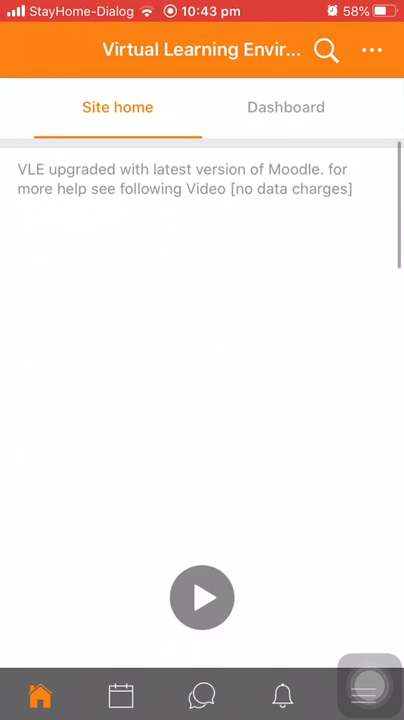 StayHome-Dialog 10:43 pm 58%
Virtual Learning Envir...
Site home Dashboard
VLE upgraded with latest version of Moodle. for
more help see following Video [no data charges]